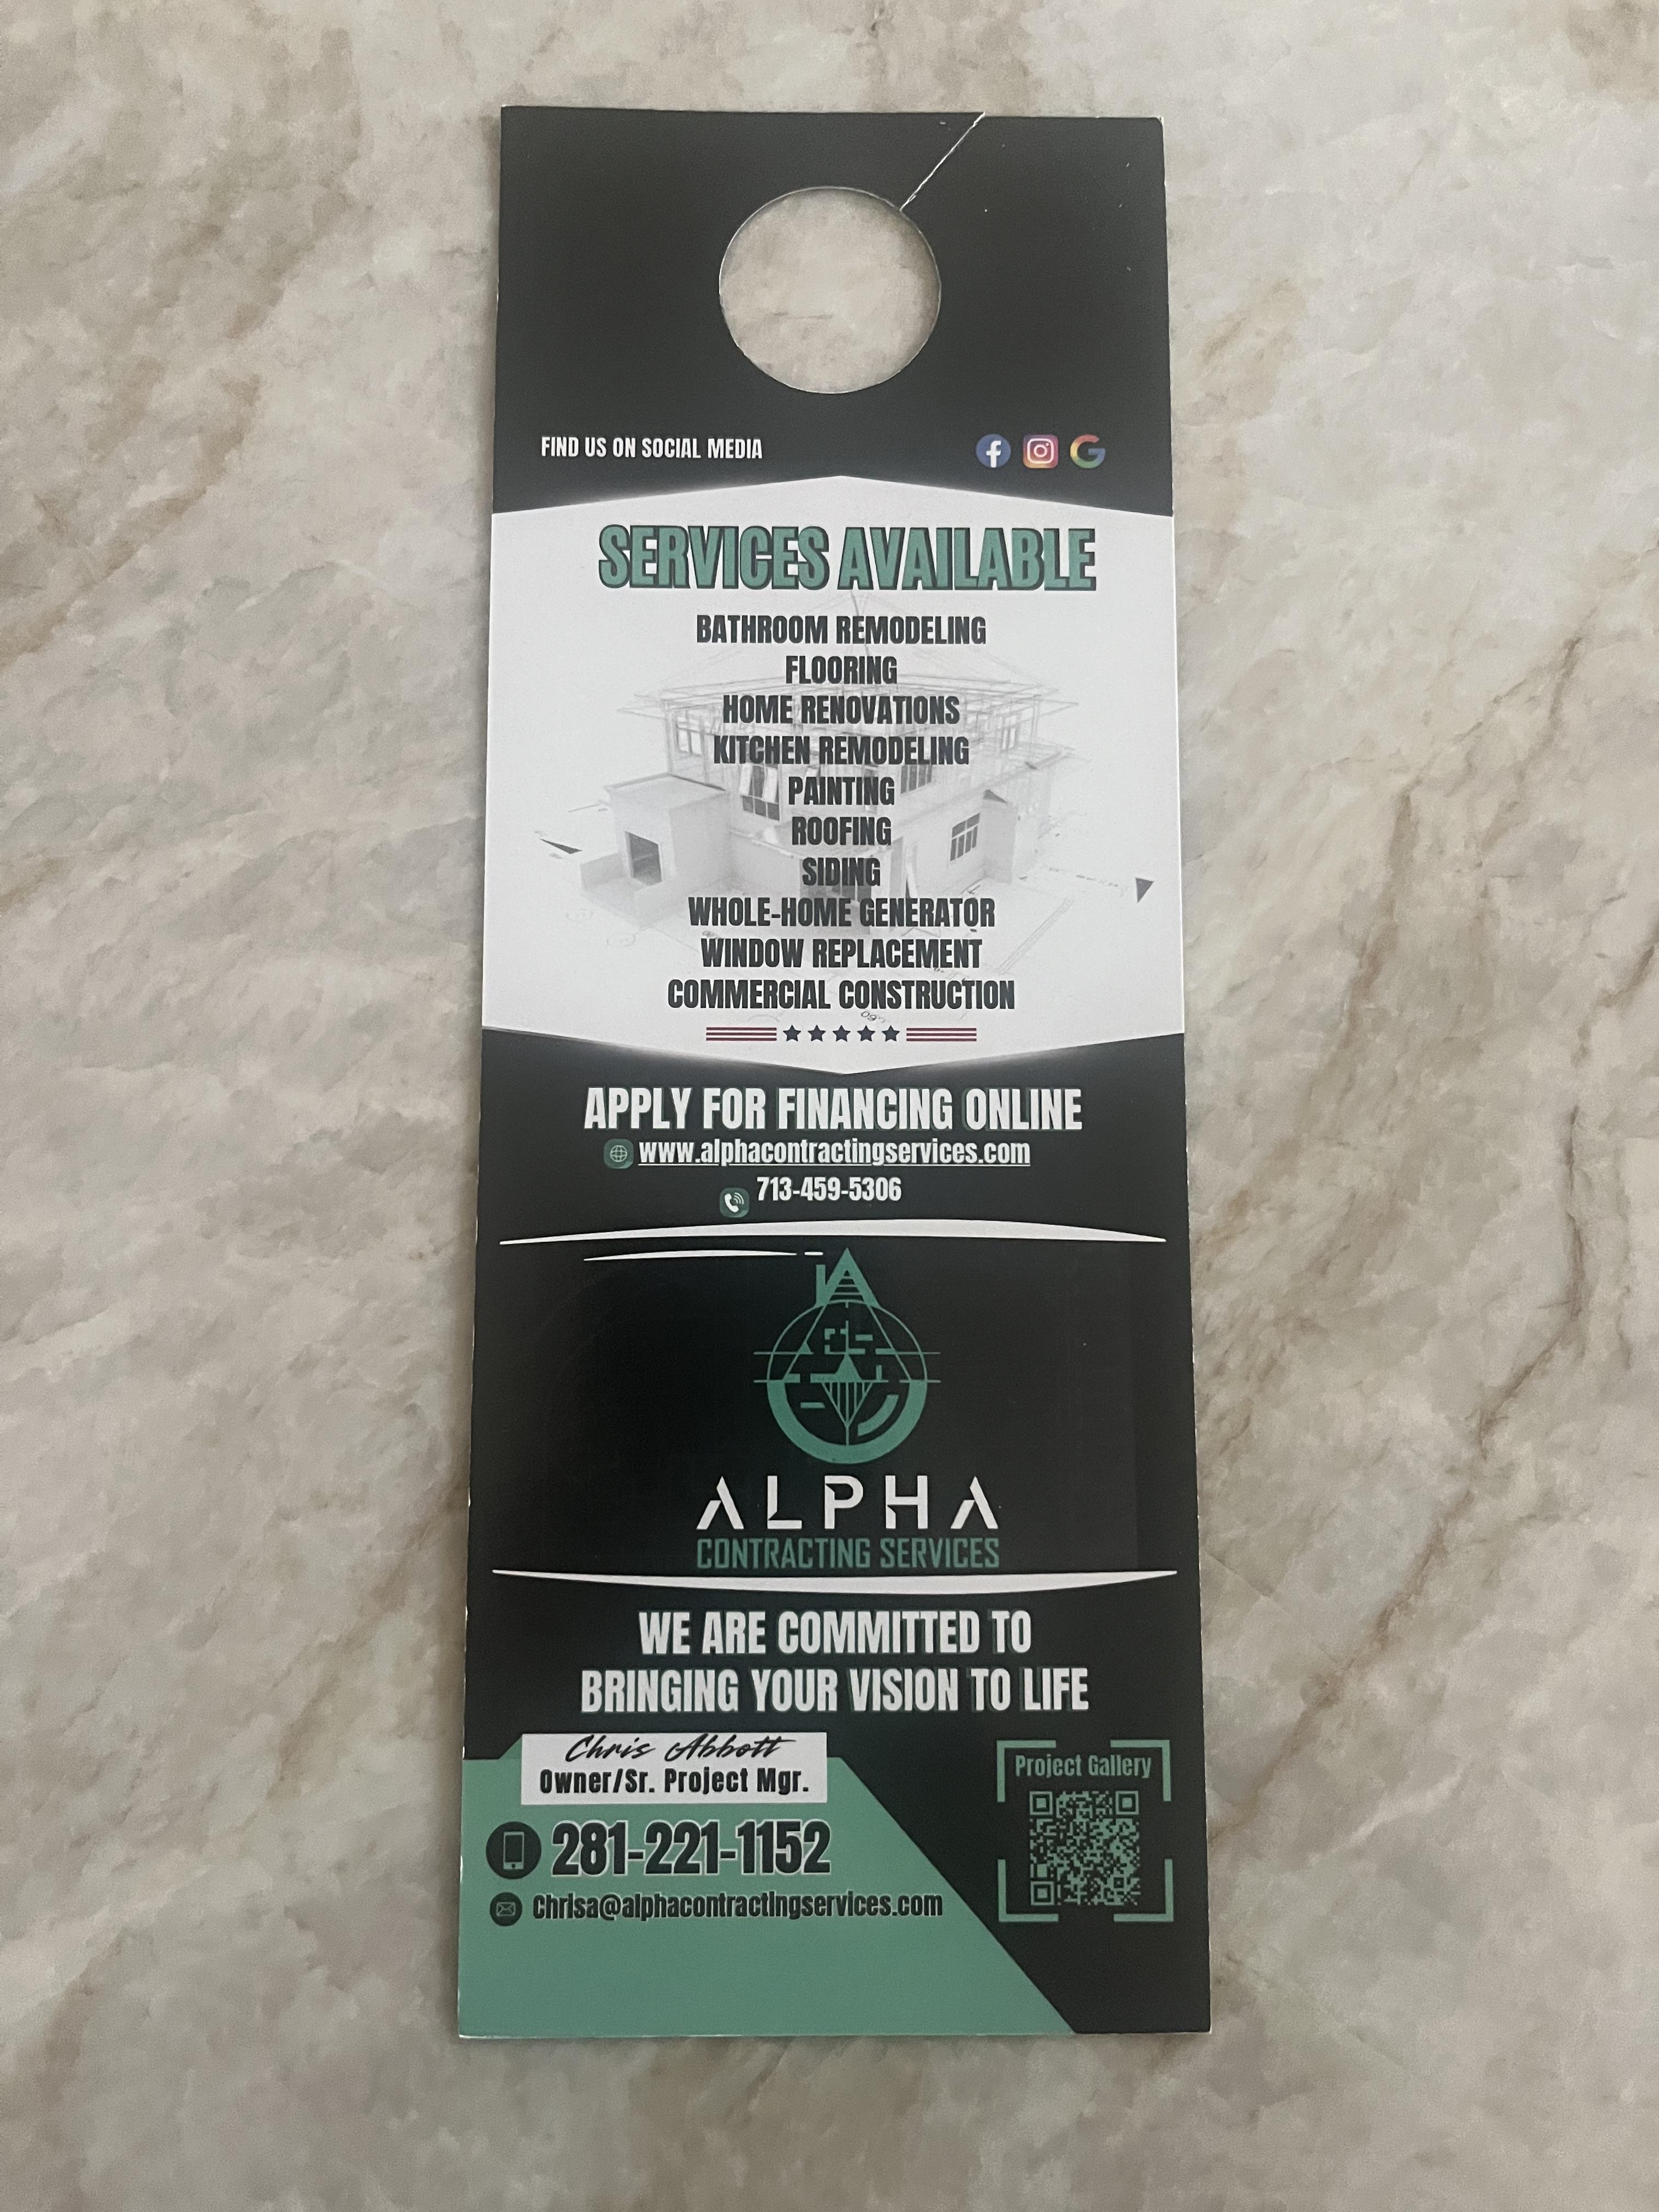 FIND US ON SOCIAL MEDIA
SERVICES AVAILABLE
BATHROOM REMODELING
FLOORING
HOME RENOVATIONS
KITCHEN REMODELING
PAINTING
ROOFING
SIDING
WHOLE-HOME GENERATOR
WINDOW REPLACEMENT
COMMERCIAL CONSTRUCTION
APPLY FOR FINANCING ONLINE
www.alphacontractingservices.com
713-459-5306
ALPHA
CONTRACTING SERVICES
WE ARE COMMITTED TO
BRINGING YOUR VISION TO LIFE
Chris Abbott
Owner/Sr. Project Mgr.
281-221-1152
Chrisa@alphacontractingservices.com
Project Gallery